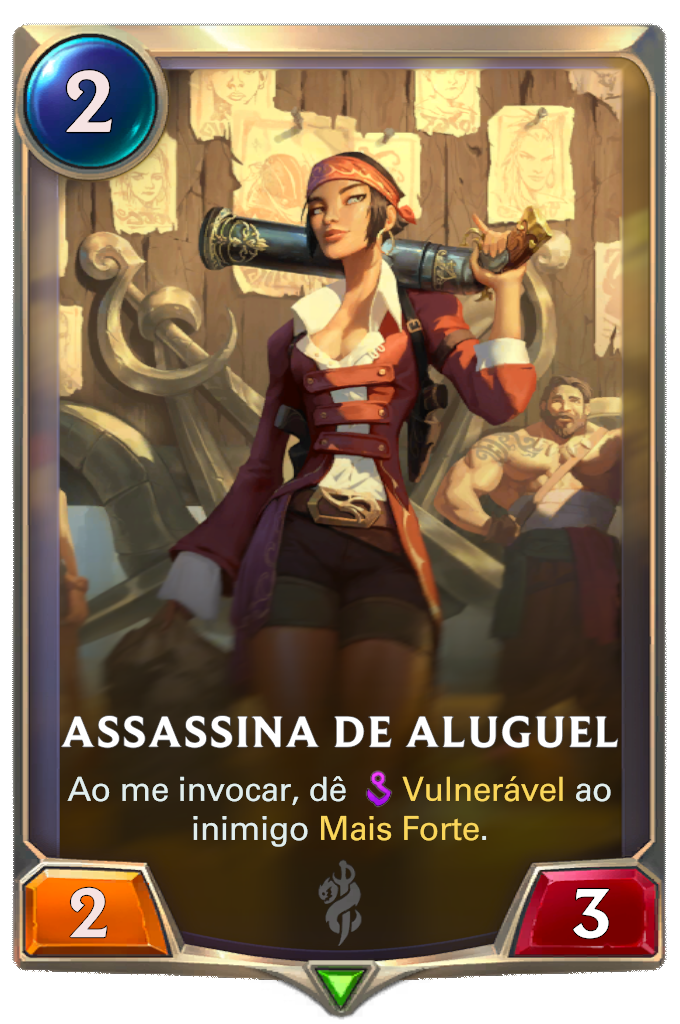 2
ASSASSINA DE ALUGUEL
Ao me invocar, dê Vulnerável ao
inimigo Mais Forte.
2
3